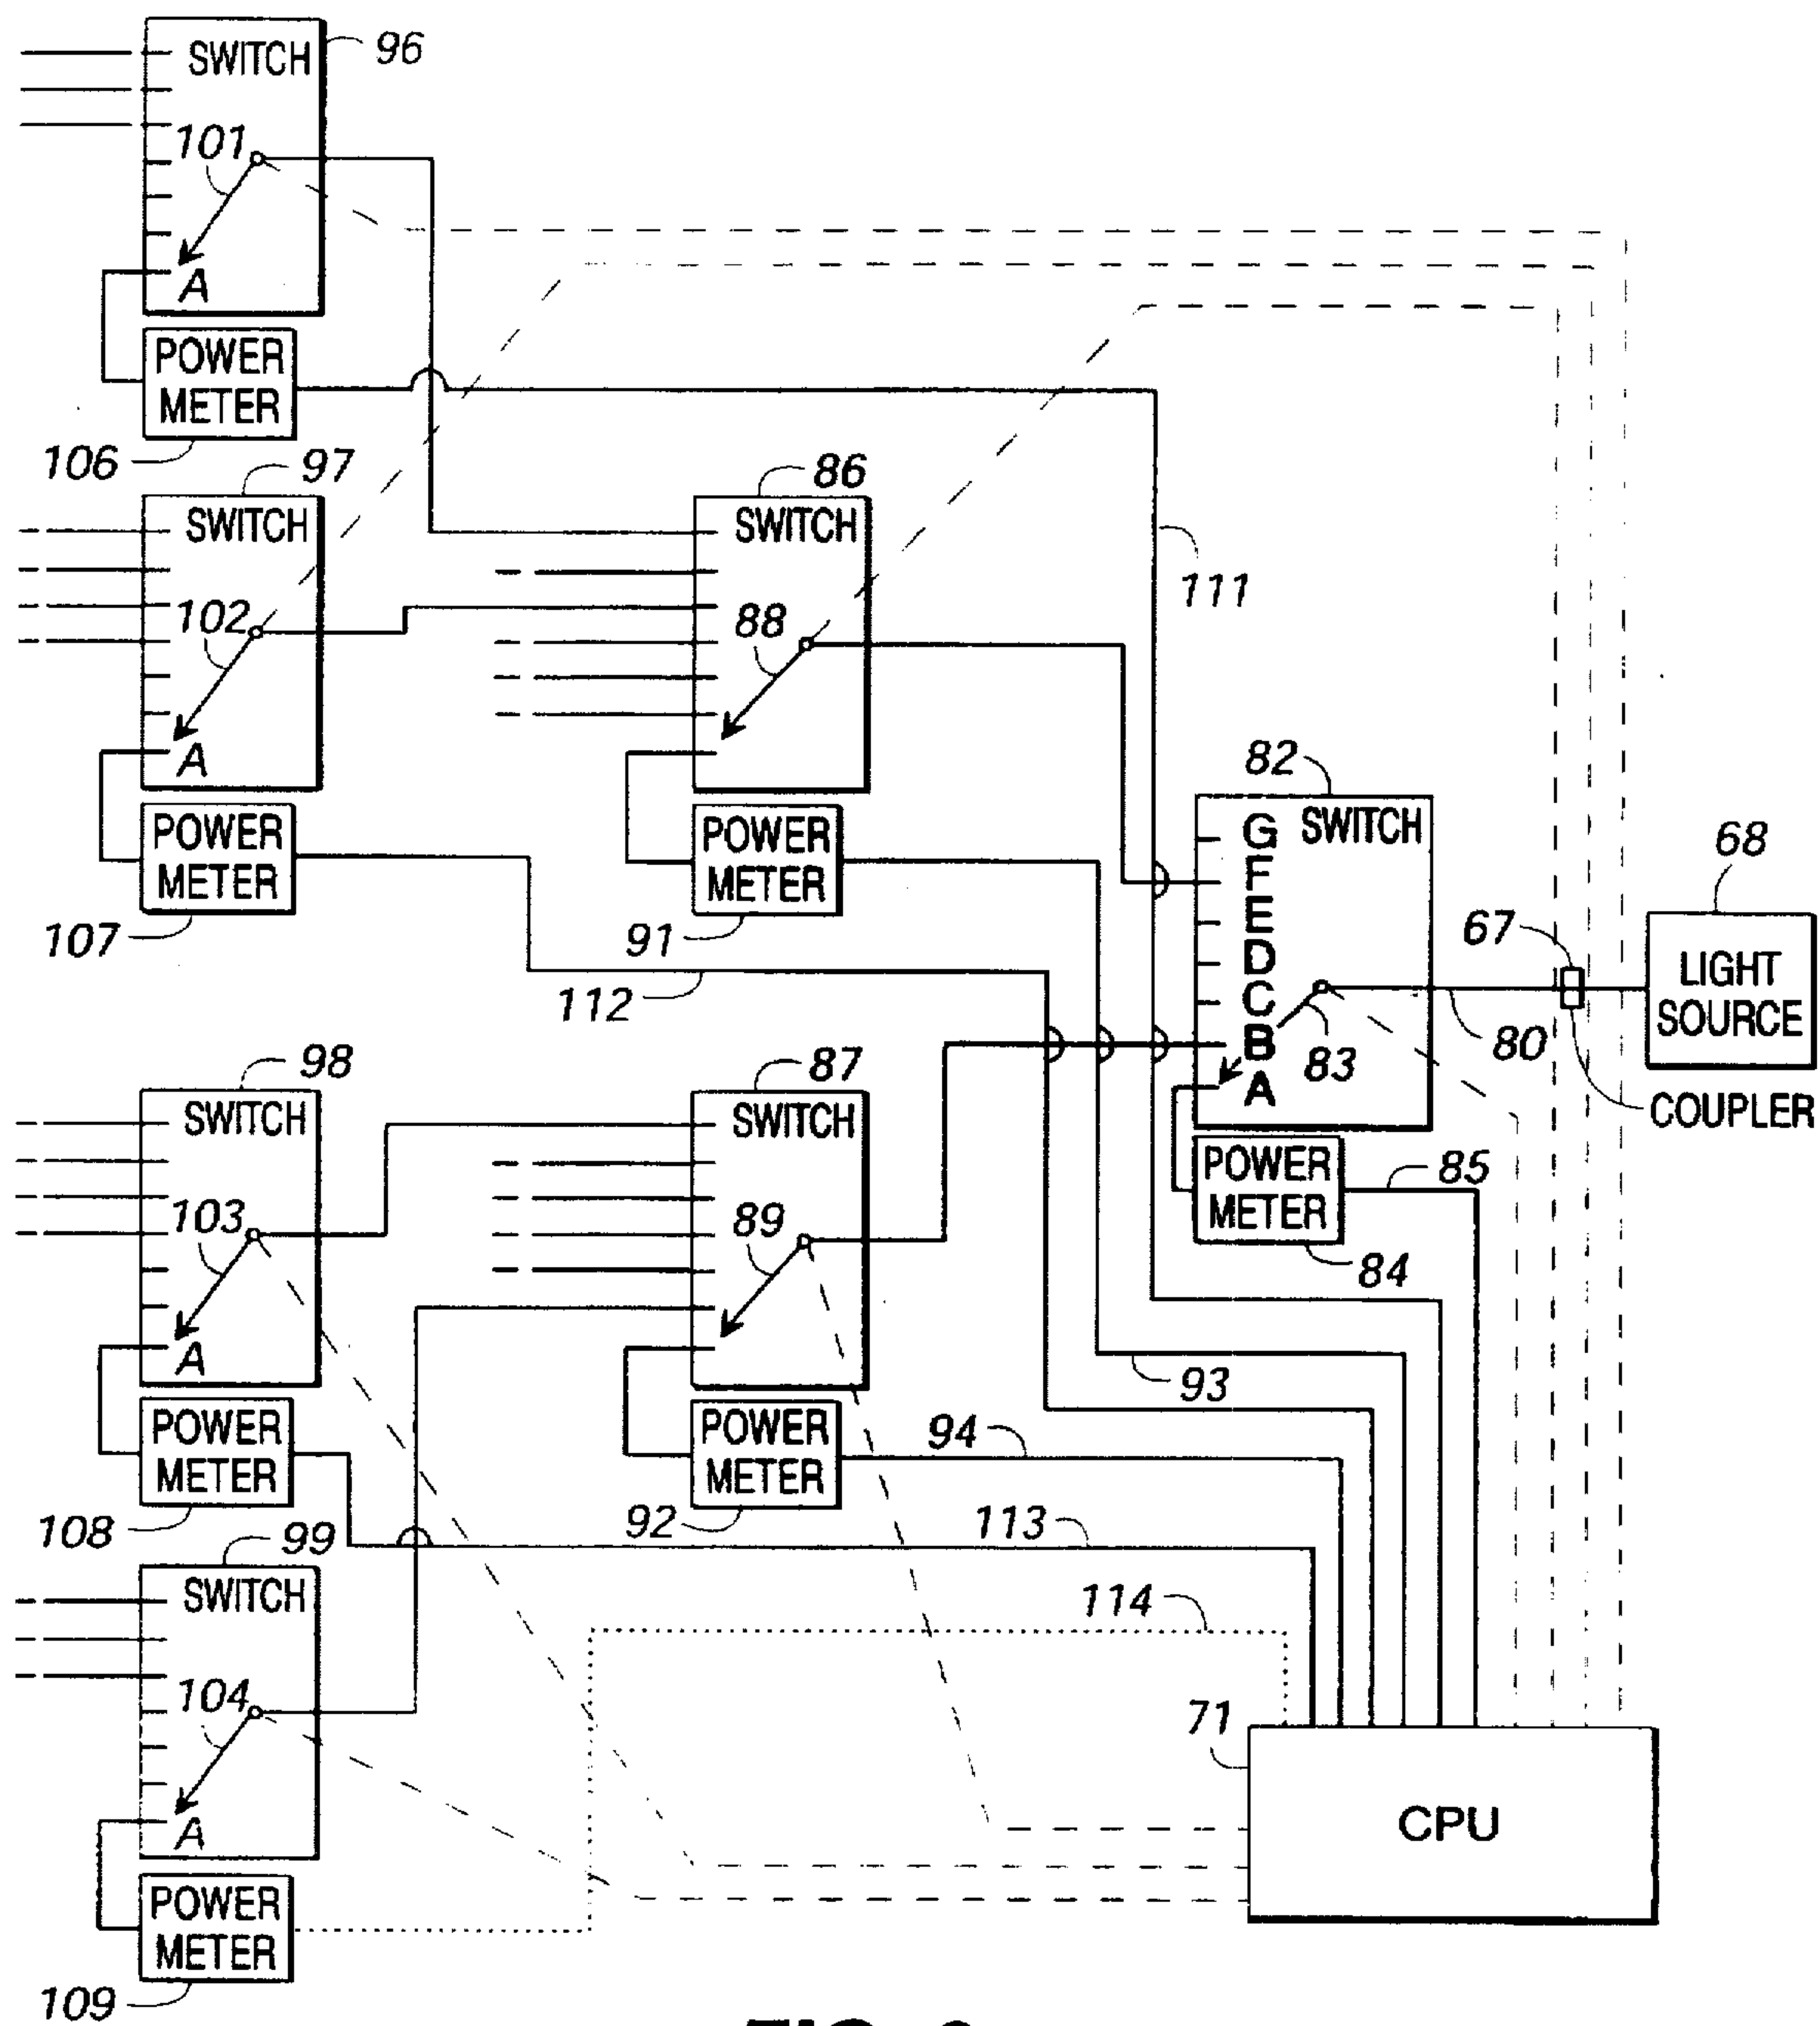 SWITCH
96
101
A
POWER
METER
106
97
SWITCH
102
A
POWER
METER
107
86
SWITCH
88
POWER
METER
91
111
112
82
G SWITCH
F
E
D
C
B
A
83
80
67
68
LIGHT
SOURCE
COUPLER
POWER
METER
85
84
98
SWITCH
103
A
POWER
METER
108
87
SWITCH
89
POWER
METER
92
93
94
113
114
99
SWITCH
104
A
POWER
METER
109
71
CPU